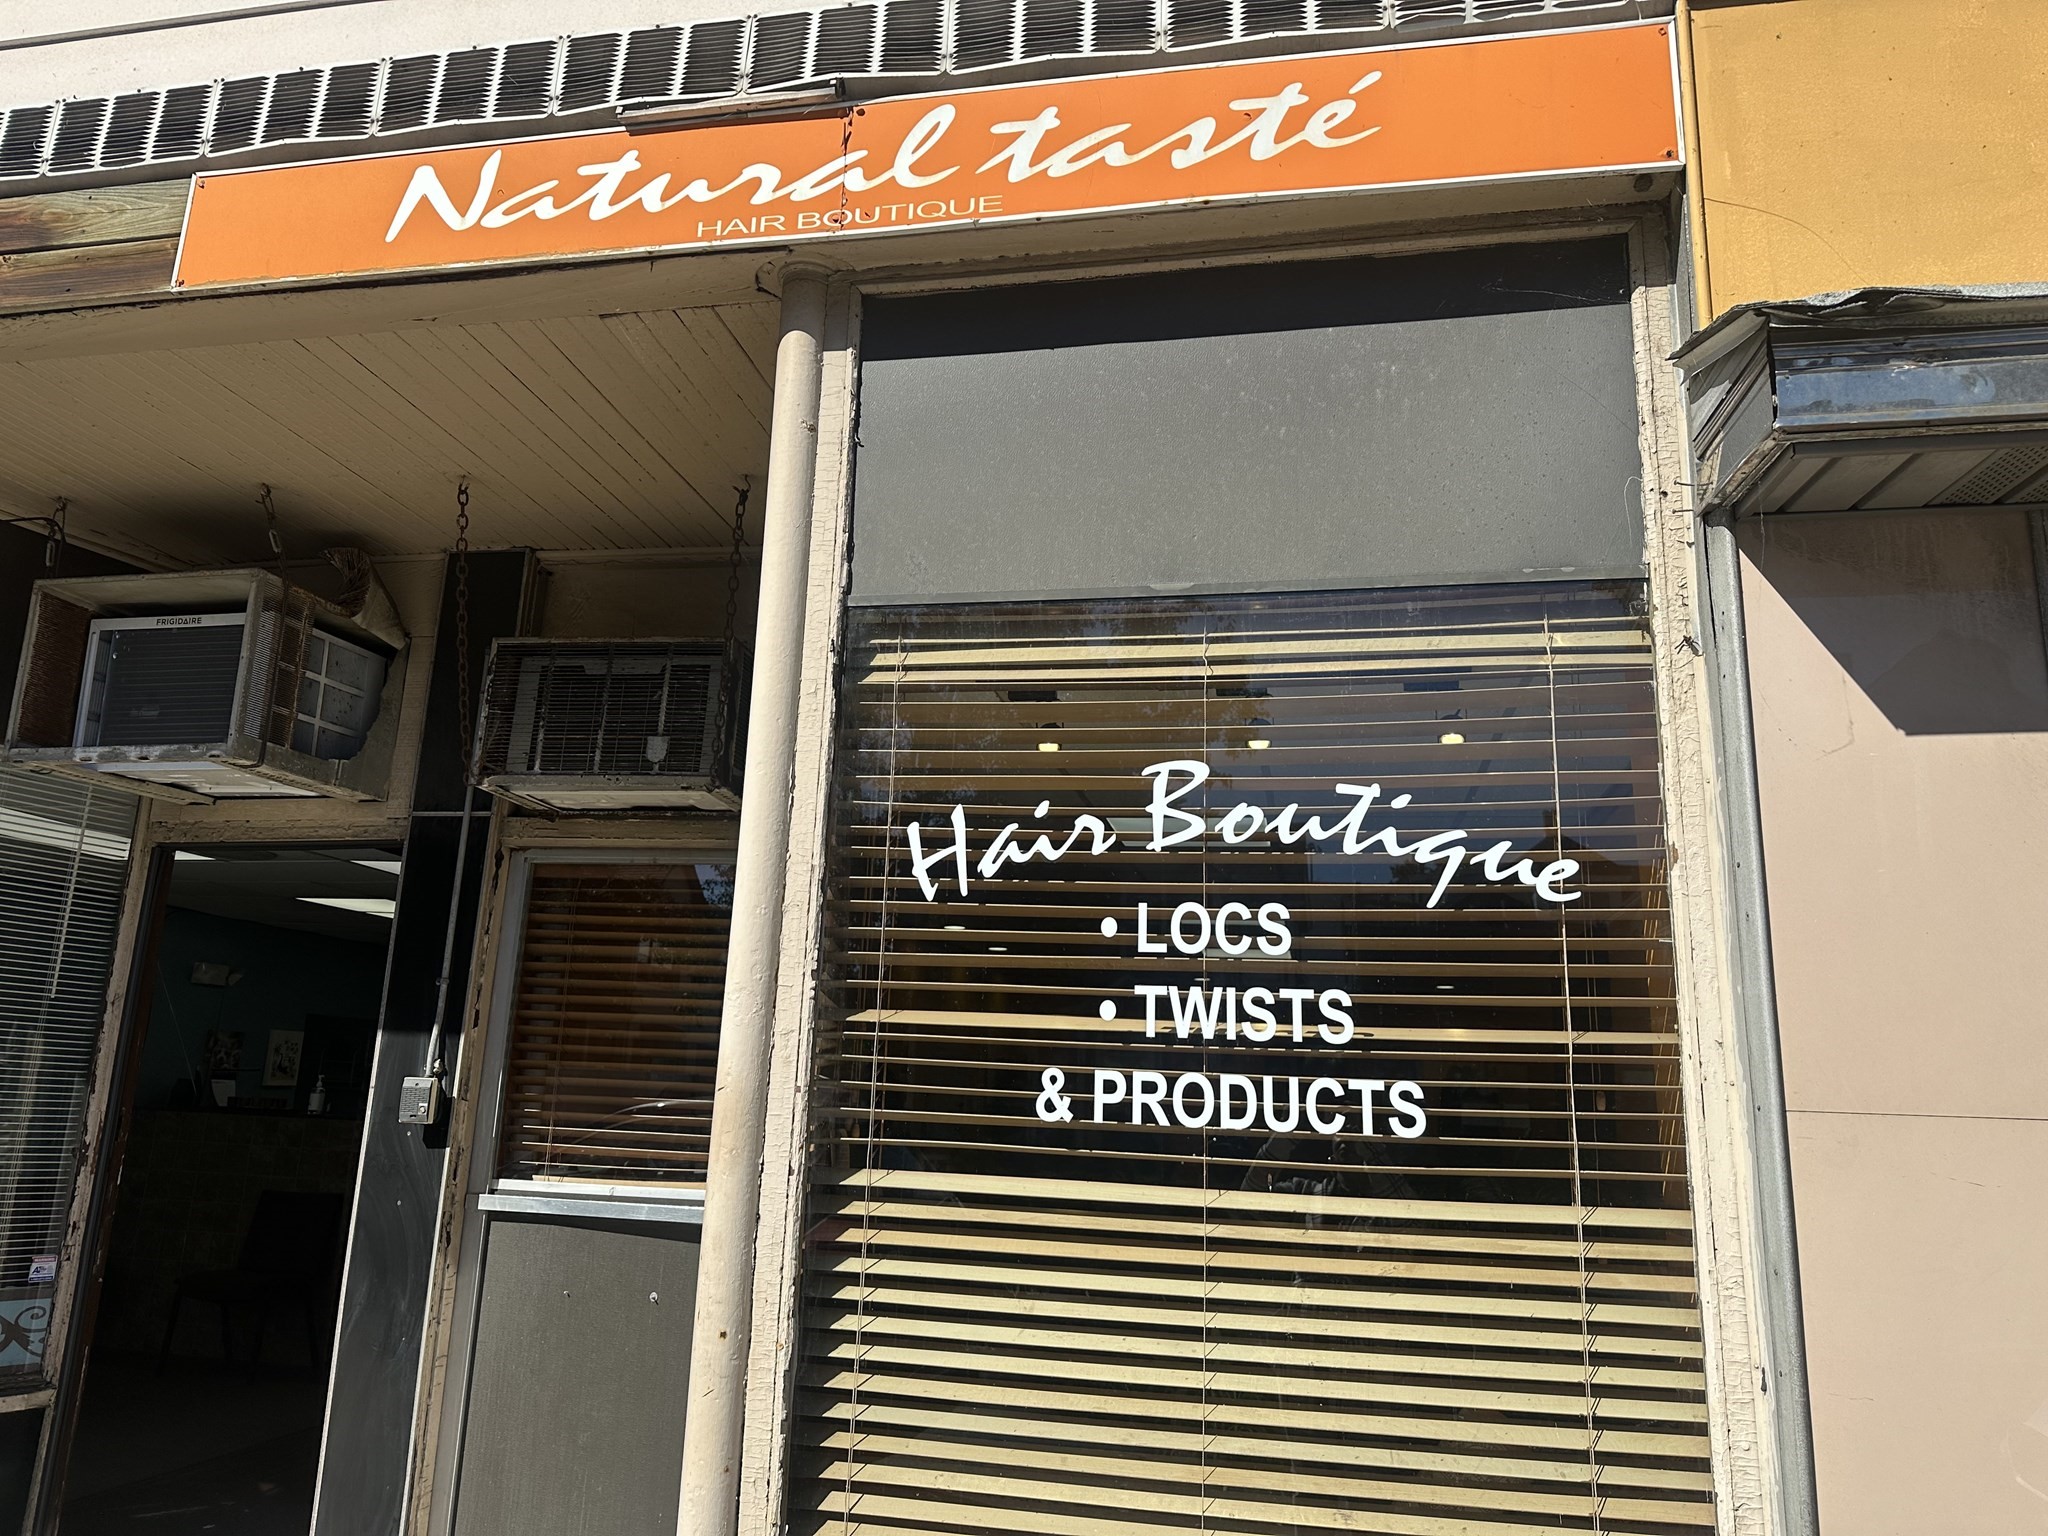 Natural tasté
HAIR BOUTIQUE
FRIGIDAIRE
Hair Boutique
• LOCS
• TWISTS
& PRODUCTS